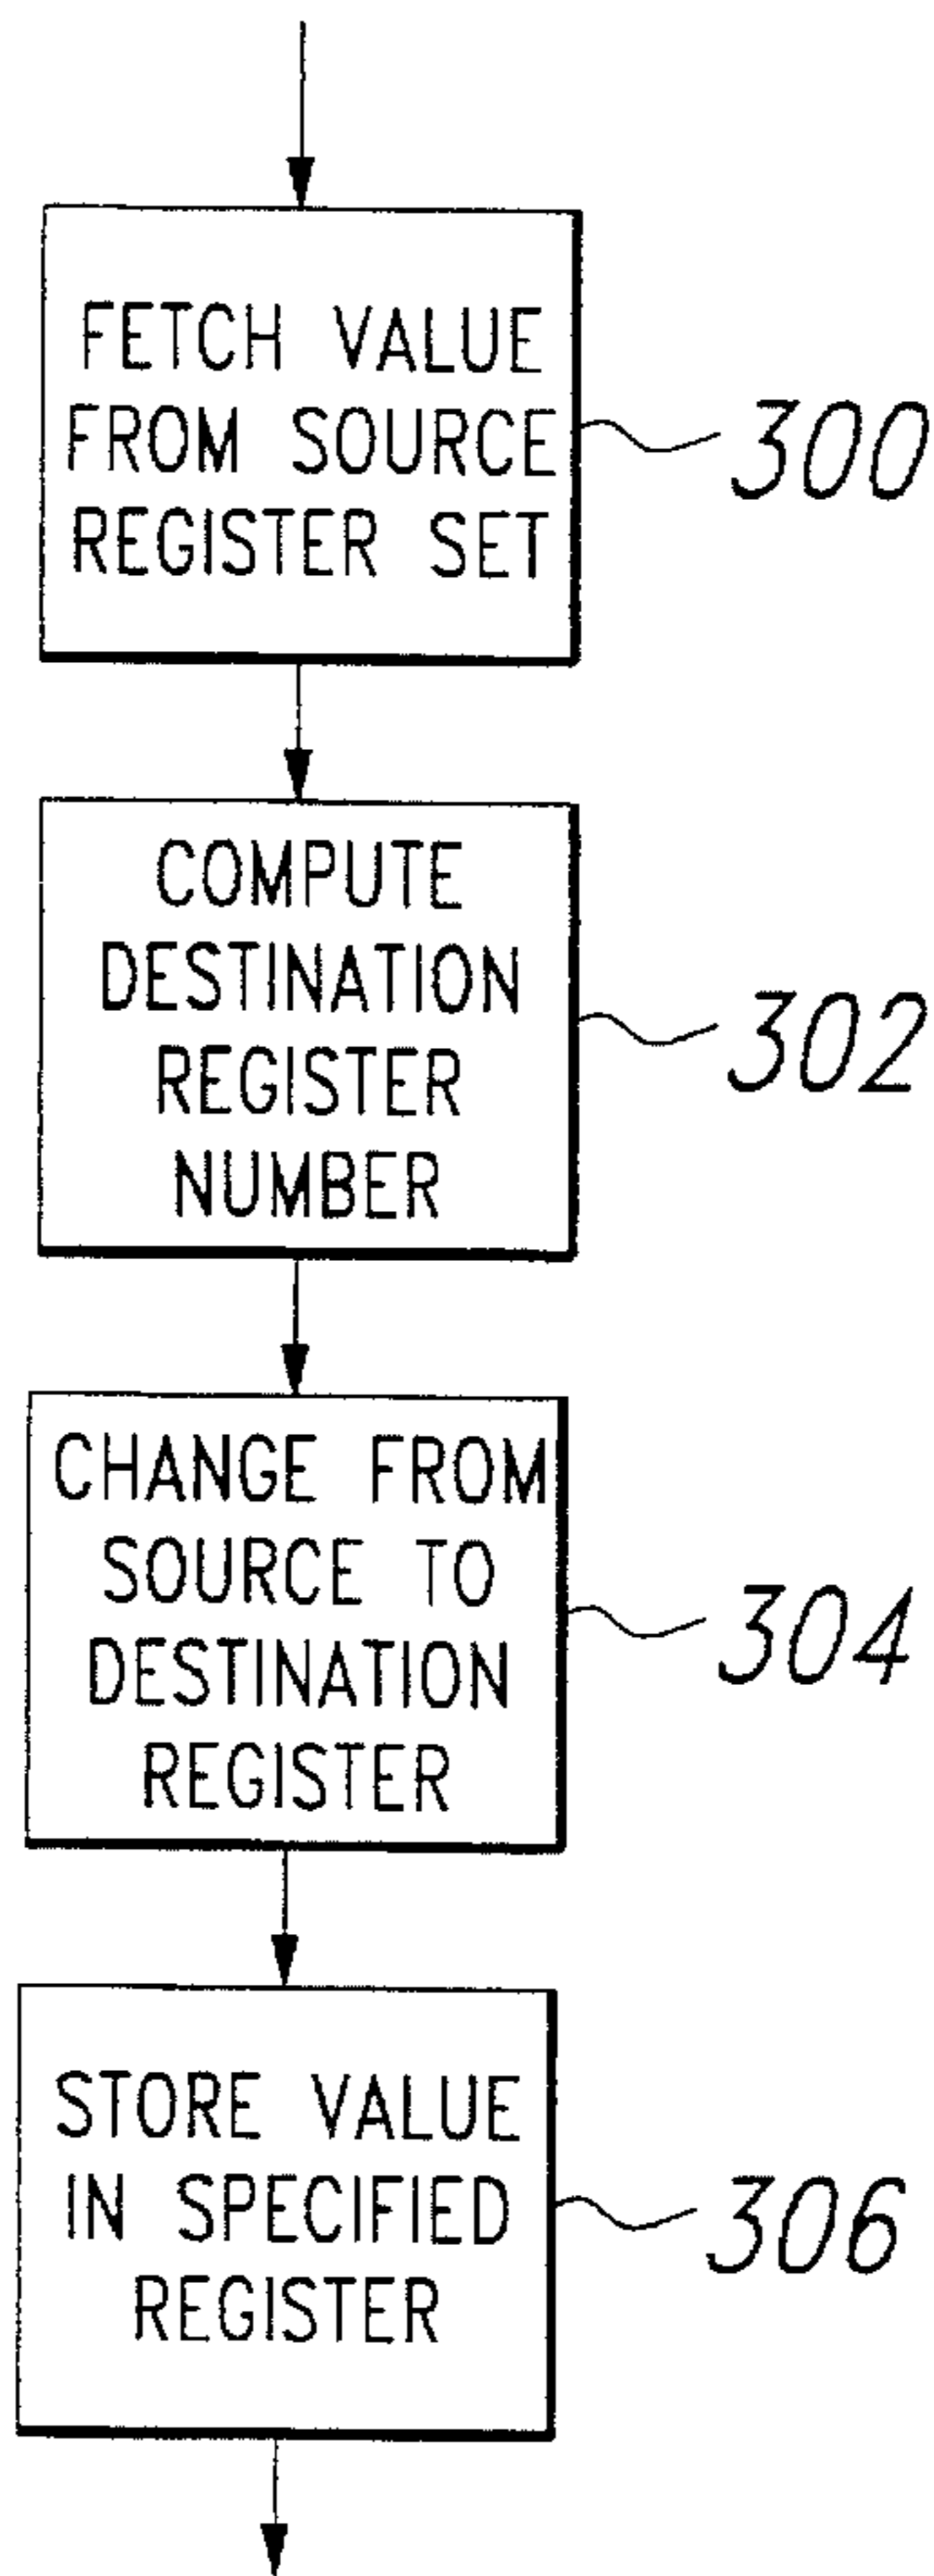 FETCH VALUE
FROM SOURCE
REGISTER SET
300
COMPUTE
DESTINATION
REGISTER
NUMBER
302
CHANGE FROM
SOURCE TO
DESTINATION
REGISTER
304
STORE VALUE
IN SPECIFIED
REGISTER
306